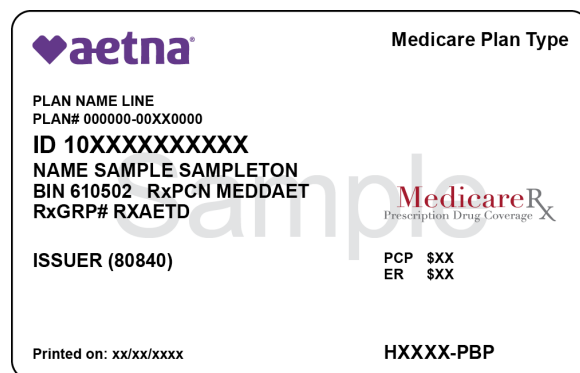 aetna
Medicare Plan Type
PLAN NAME LINE
PLAN# 000000-00XX0000
ID 10XXXXXXXXXX
NAME SAMPLE SAMPLETON
BIN 610502 RxPCN MEDDAET
RxGRP# RXAETD
Sample
MedicareRx
Prescription Drug Coverage
ISSUER (80840)
PCP $XX
ER $XX
Printed on: xx/xx/xxxx
HXXXX-PBP